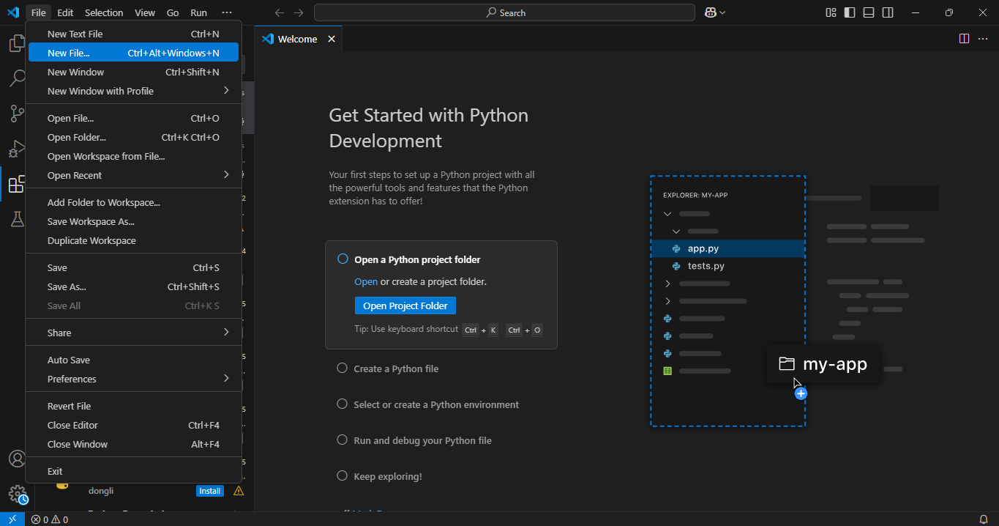 File Edit Selection View Go Run ···
Search
New Text File Ctrl+N
New File... Ctrl+Alt+Windows+N
New Window Ctrl+Shift+N
New Window with Profile
Open File... Ctrl+O
Open Folder... Ctrl+K Ctrl+O
Open Workspace from File...
Open Recent
Add Folder to Workspace...
Save Workspace As...
Duplicate Workspace
Save Ctrl+S
Save As... Ctrl+Shift+S
Save All Ctrl+K S
Share
Auto Save
Preferences
Revert File
Close Editor Ctrl+F4
Close Window Alt+F4
Exit
dongli Install
Welcome
Get Started with Python
Development
Your first steps to set up a Python project with all
the powerful tools and features that the Python
extension has to offer!
Open a Python project folder
Open or create a project folder.
Open Project Folder
Tip: Use keyboard shortcut Ctrl + K Ctrl + O
Create a Python file
Select or create a Python environment
Run and debug your Python file
Keep exploring!
EXPLORER: MY-APP
app.py
tests.py
my-app
0 0